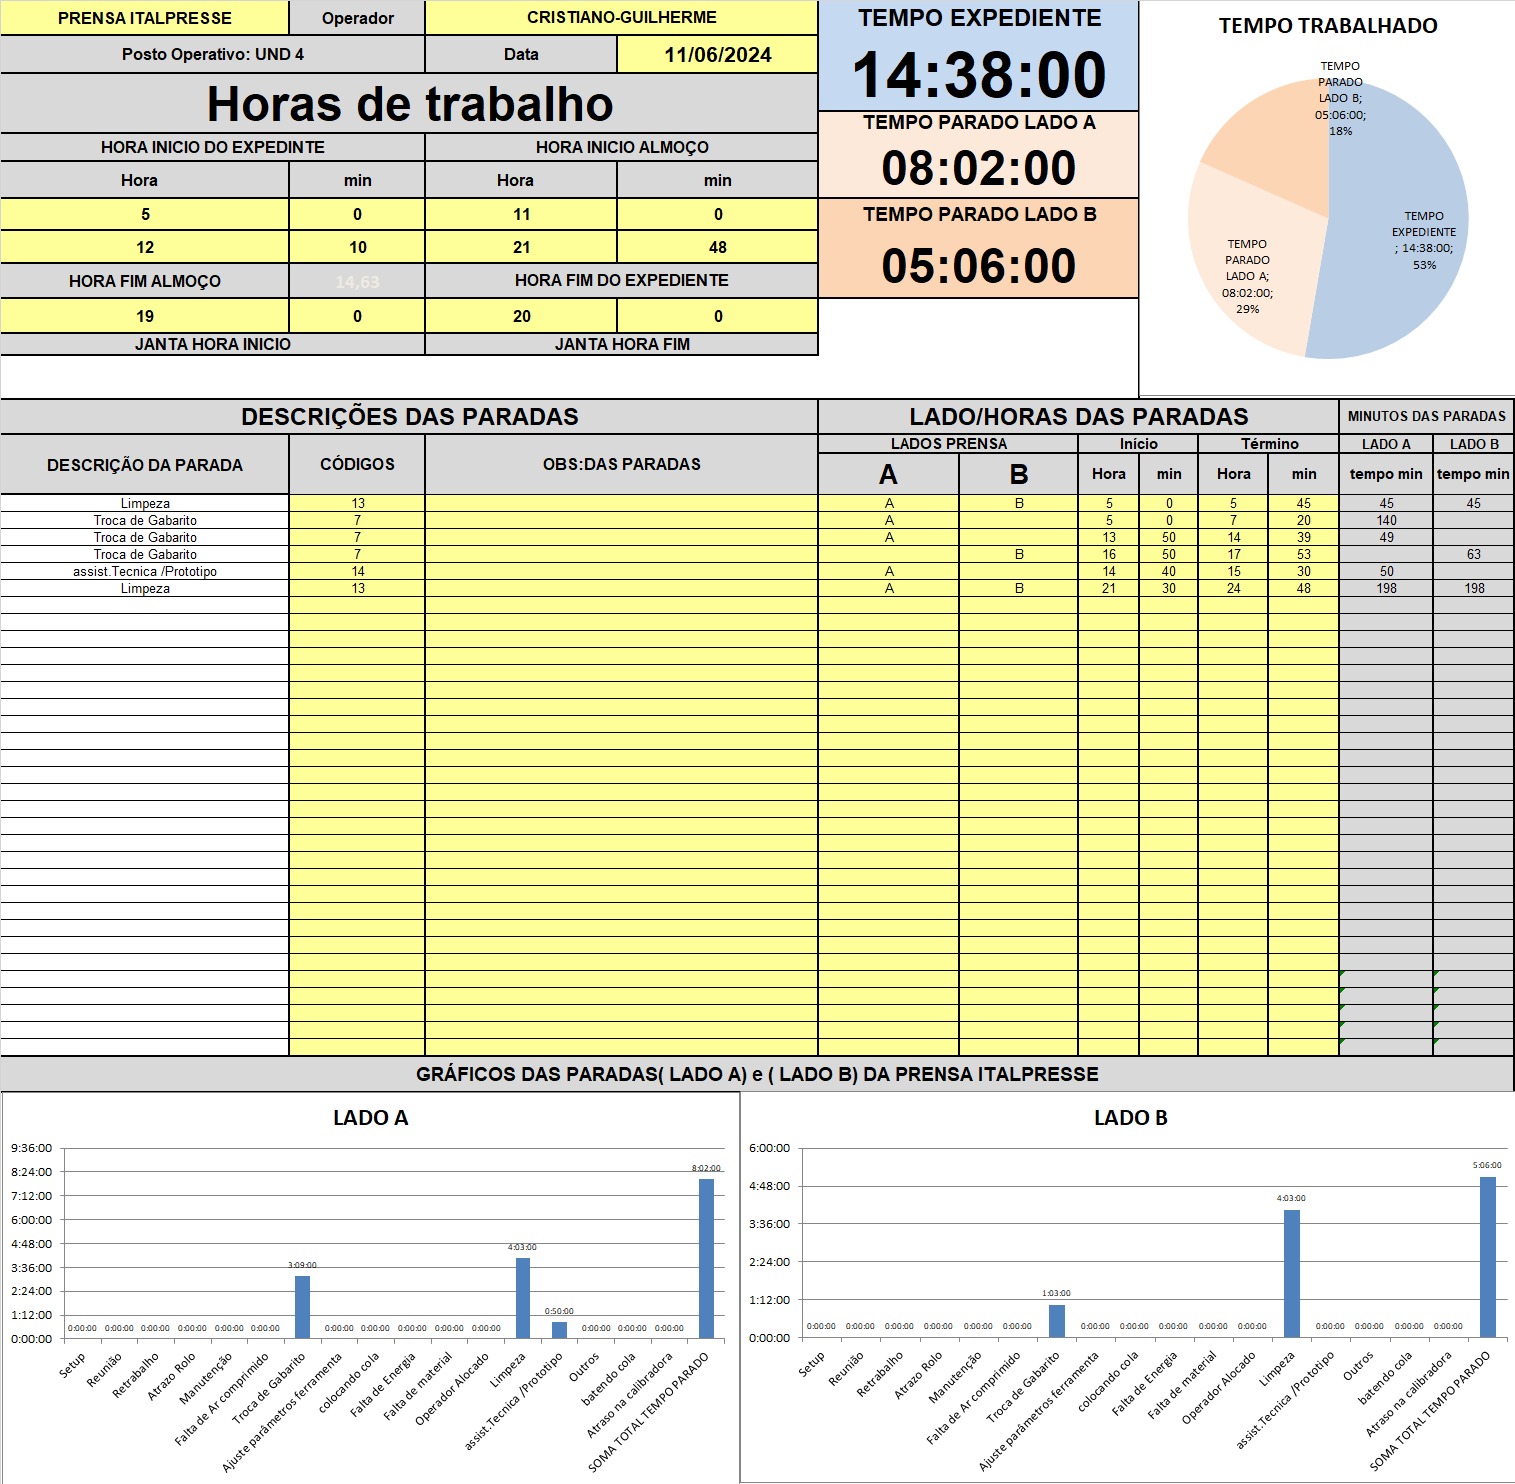 PRENSA ITALPRESSE Operador CRISTIANO-GUILHERME
Posto Operativo: UND 4 Data 11/06/2024
Horas de trabalho
HORA INICIO DO EXPEDINTE HORA INICIO ALMOÇO
Hora min Hora min
5 0 11 0
12 10 21 48
HORA FIM ALMOÇO 14,63 HORA FIM DO EXPEDIENTE
19 0 20 0
JANTA HORA INICIO JANTA HORA FIM
TEMPO EXPEDIENTE
14:38:00
TEMPO PARADO LADO A
08:02:00
TEMPO PARADO LADO B
05:06:00
TEMPO TRABALHADO
TEMPO
PARADO
LADO B;
05:06:00;
18%
TEMPO
EXPEDIENTE
; 14:38:00;
53%
TEMPO
PARADO
LADO A;
08:02:00;
29%
DESCRIÇÕES DAS PARADAS LADO/HORAS DAS PARADAS MINUTOS DAS PARADAS
DESCRIÇÃO DA PARADA CÓDIGOS OBS:DAS PARADAS LADOS PRENSA Início Término LADO A LADO B
A B Hora min Hora min tempo min tempo min
Limpeza 13 A B 5 0 5 45 45 45
Troca de Gabarito 7 A 5 0 7 20 140
Troca de Gabarito 7 A 13 50 14 39 49
Troca de Gabarito 7 B 16 50 17 53 63
assist.Tecnica /Prototipo 14 A 14 40 15 30 50
Limpeza 13 A B 21 30 24 48 198 198
GRÁFICOS DAS PARADAS( LADO A) e ( LADO B) DA PRENSA ITALPRESSE
LADO A
9:36:00
8:24:00
7:12:00
6:00:00
4:48:00
3:36:00
2:24:00
1:12:00
0:00:00
0:00:00 0:00:00 0:00:00 0:00:00 0:00:00 0:00:00 3:09:00 0:00:00 0:00:00 0:00:00 0:00:00 0:00:00 4:03:00 0:50:00 0:00:00 0:00:00 0:00:00 8:02:00
Setup
Reunião
Retrabalho
Atrazo Rolo
Manutenção
Falta de Ar comprimido
Troca de Gabarito
Ajuste parâmetros ferramenta
colocando cola
Falta de Energia
Falta de material
Operador Alocado
Limpeza
assist.Tecnica /Prototipo
Outros
batendo cola
Atraso na calibradora
SOMA TOTAL TEMPO PARADO
LADO B
6:00:00
4:48:00
3:36:00
2:24:00
1:12:00
0:00:00
0:00:00 0:00:00 0:00:00 0:00:00 0:00:00 0:00:00 1:03:00 0:00:00 0:00:00 0:00:00 0:00:00 0:00:00 4:03:00 0:00:00 0:00:00 0:00:00 0:00:00 5:06:00
Setup
Reunião
Retrabalho
Atrazo Rolo
Manutenção
Falta de Ar comprimido
Troca de Gabarito
Ajuste parâmetros ferramenta
colocando cola
Falta de Energia
Falta de material
Operador Alocado
Limpeza
assist.Tecnica /Prototipo
Outros
batendo cola
Atraso na calibradora
SOMA TOTAL TEMPO PARADO